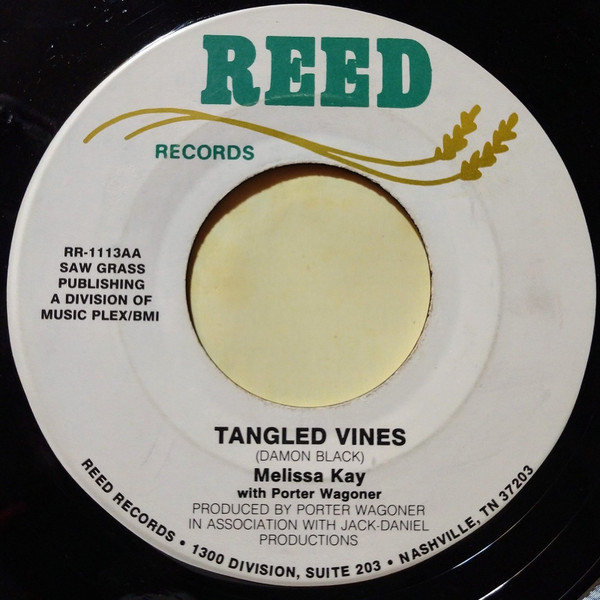 REED
RECORDS
RR-1113AA
SAW GRASS
PUBLISHING
A DIVISION OF
MUSIC PLEX/BMI
TANGLED VINES
(DAMON BLACK)
Melissa Kay
with Porter Wagoner
PRODUCED BY PORTER WAGONER
IN ASSOCIATION WITH JACK-DANIEL
PRODUCTIONS
REED RECORDS • 1300 DIVISION, SUITE 203 • NASHVILLE, TN 37203